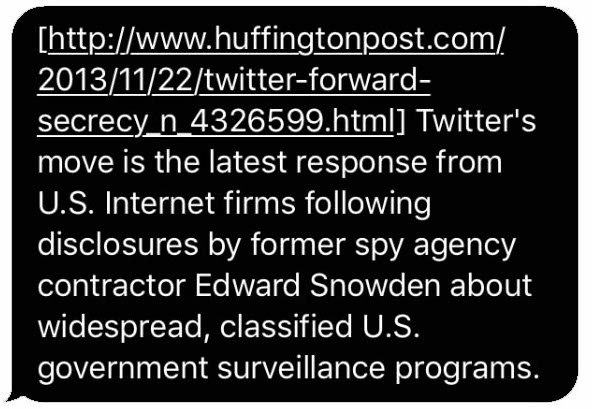 [http://www.huffingtonpost.com/
2013/11/22/twitter-forward-
secrecy_n_4326599.html] Twitter's
move is the latest response from
U.S. Internet firms following
disclosures by former spy agency
contractor Edward Snowden about
widespread, classified U.S.
government surveillance programs.